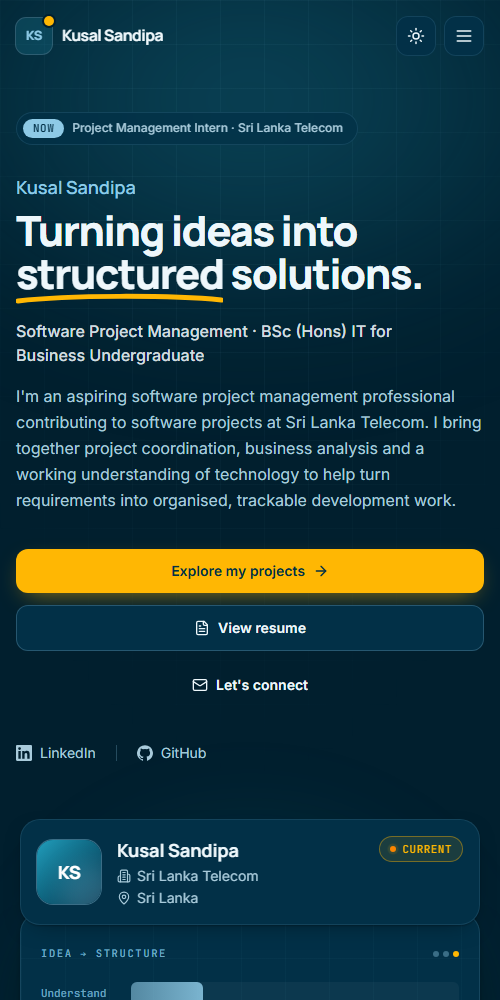 KS Kusal Sandipa
NOW Project Management Intern · Sri Lanka Telecom
Kusal Sandipa
Turning ideas into
structured solutions.
Software Project Management · BSc (Hons) IT for
Business Undergraduate
I'm an aspiring software project management professional
contributing to software projects at Sri Lanka Telecom. I bring
together project coordination, business analysis and a
working understanding of technology to help turn
requirements into organised, trackable development work.
Explore my projects →
View resume
Let's connect
LinkedIn GitHub
KS
Kusal Sandipa
CURRENT
Sri Lanka Telecom
Sri Lanka
IDEA → STRUCTURE
Understand